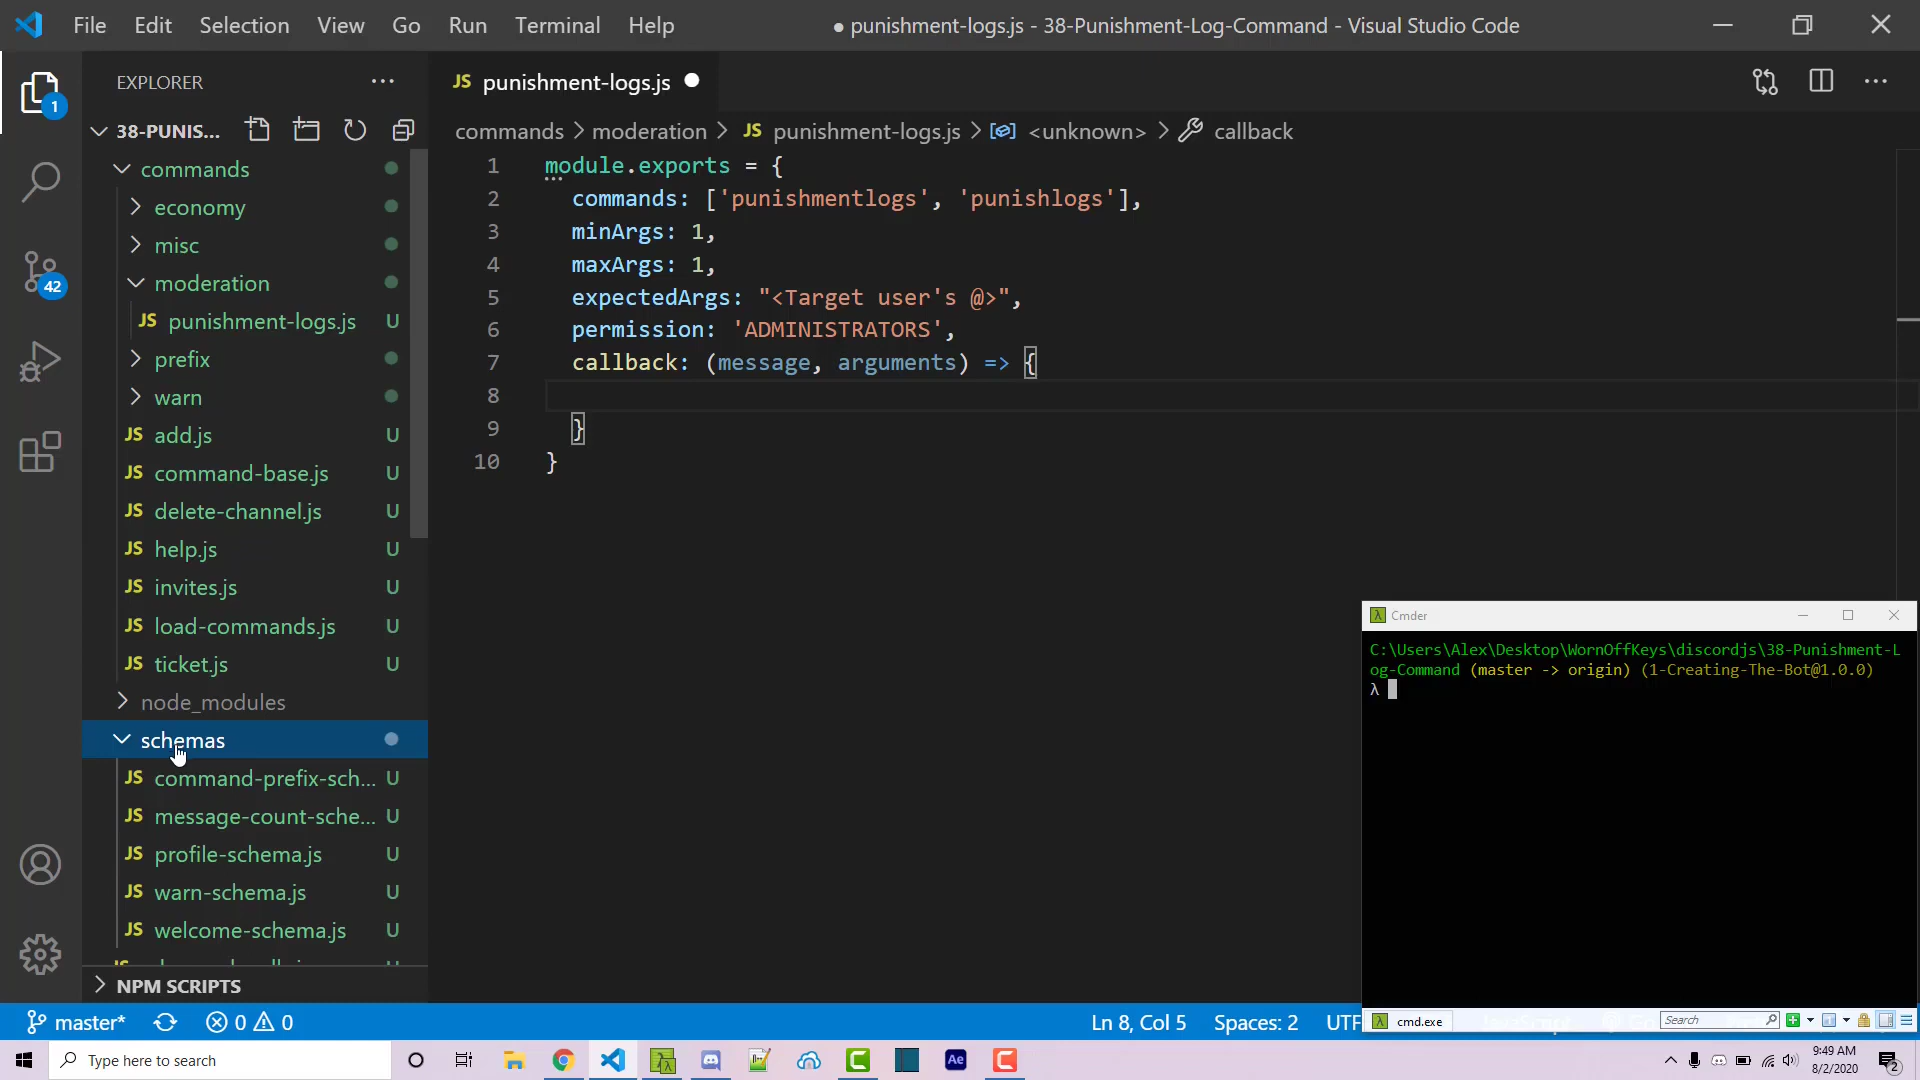 File Edit Selection View Go Run Terminal Help
● punishment-logs.js - 38-Punishment-Log-Command - Visual Studio Code
EXPLORER
38-PUNIS...
commands
economy
misc
moderation
JS punishment-logs.js U
prefix
warn
JS add.js U
JS command-base.js U
JS delete-channel.js U
JS help.js U
JS invites.js U
JS load-commands.js U
JS ticket.js U
node_modules
schemas
JS command-prefix-sch... U
JS message-count-sche... U
JS profile-schema.js U
JS warn-schema.js U
JS welcome-schema.js U
NPM SCRIPTS
1
42
JS punishment-logs.js
commands > moderation > JS punishment-logs.js > <unknown> > callback
1 module.exports = {
2 commands: ['punishmentlogs', 'punishlogs'],
3 minArgs: 1,
4 maxArgs: 1,
5 expectedArgs: "<Target user's @>",
6 permission: 'ADMINISTRATORS',
7 callback: (message, arguments) => {
8
9 }
10 }
Cmder
C:\Users\Alex\Desktop\WornOffKeys\discordjs\38-Punishment-L
og-Command (master -> origin) (1-Creating-The-Bot@1.0.0)
λ
cmd.exe
Search
master* 0 0
Ln 8, Col 5 Spaces: 2 UTF
Type here to search
Ae
9:49 AM
8/2/2020
2